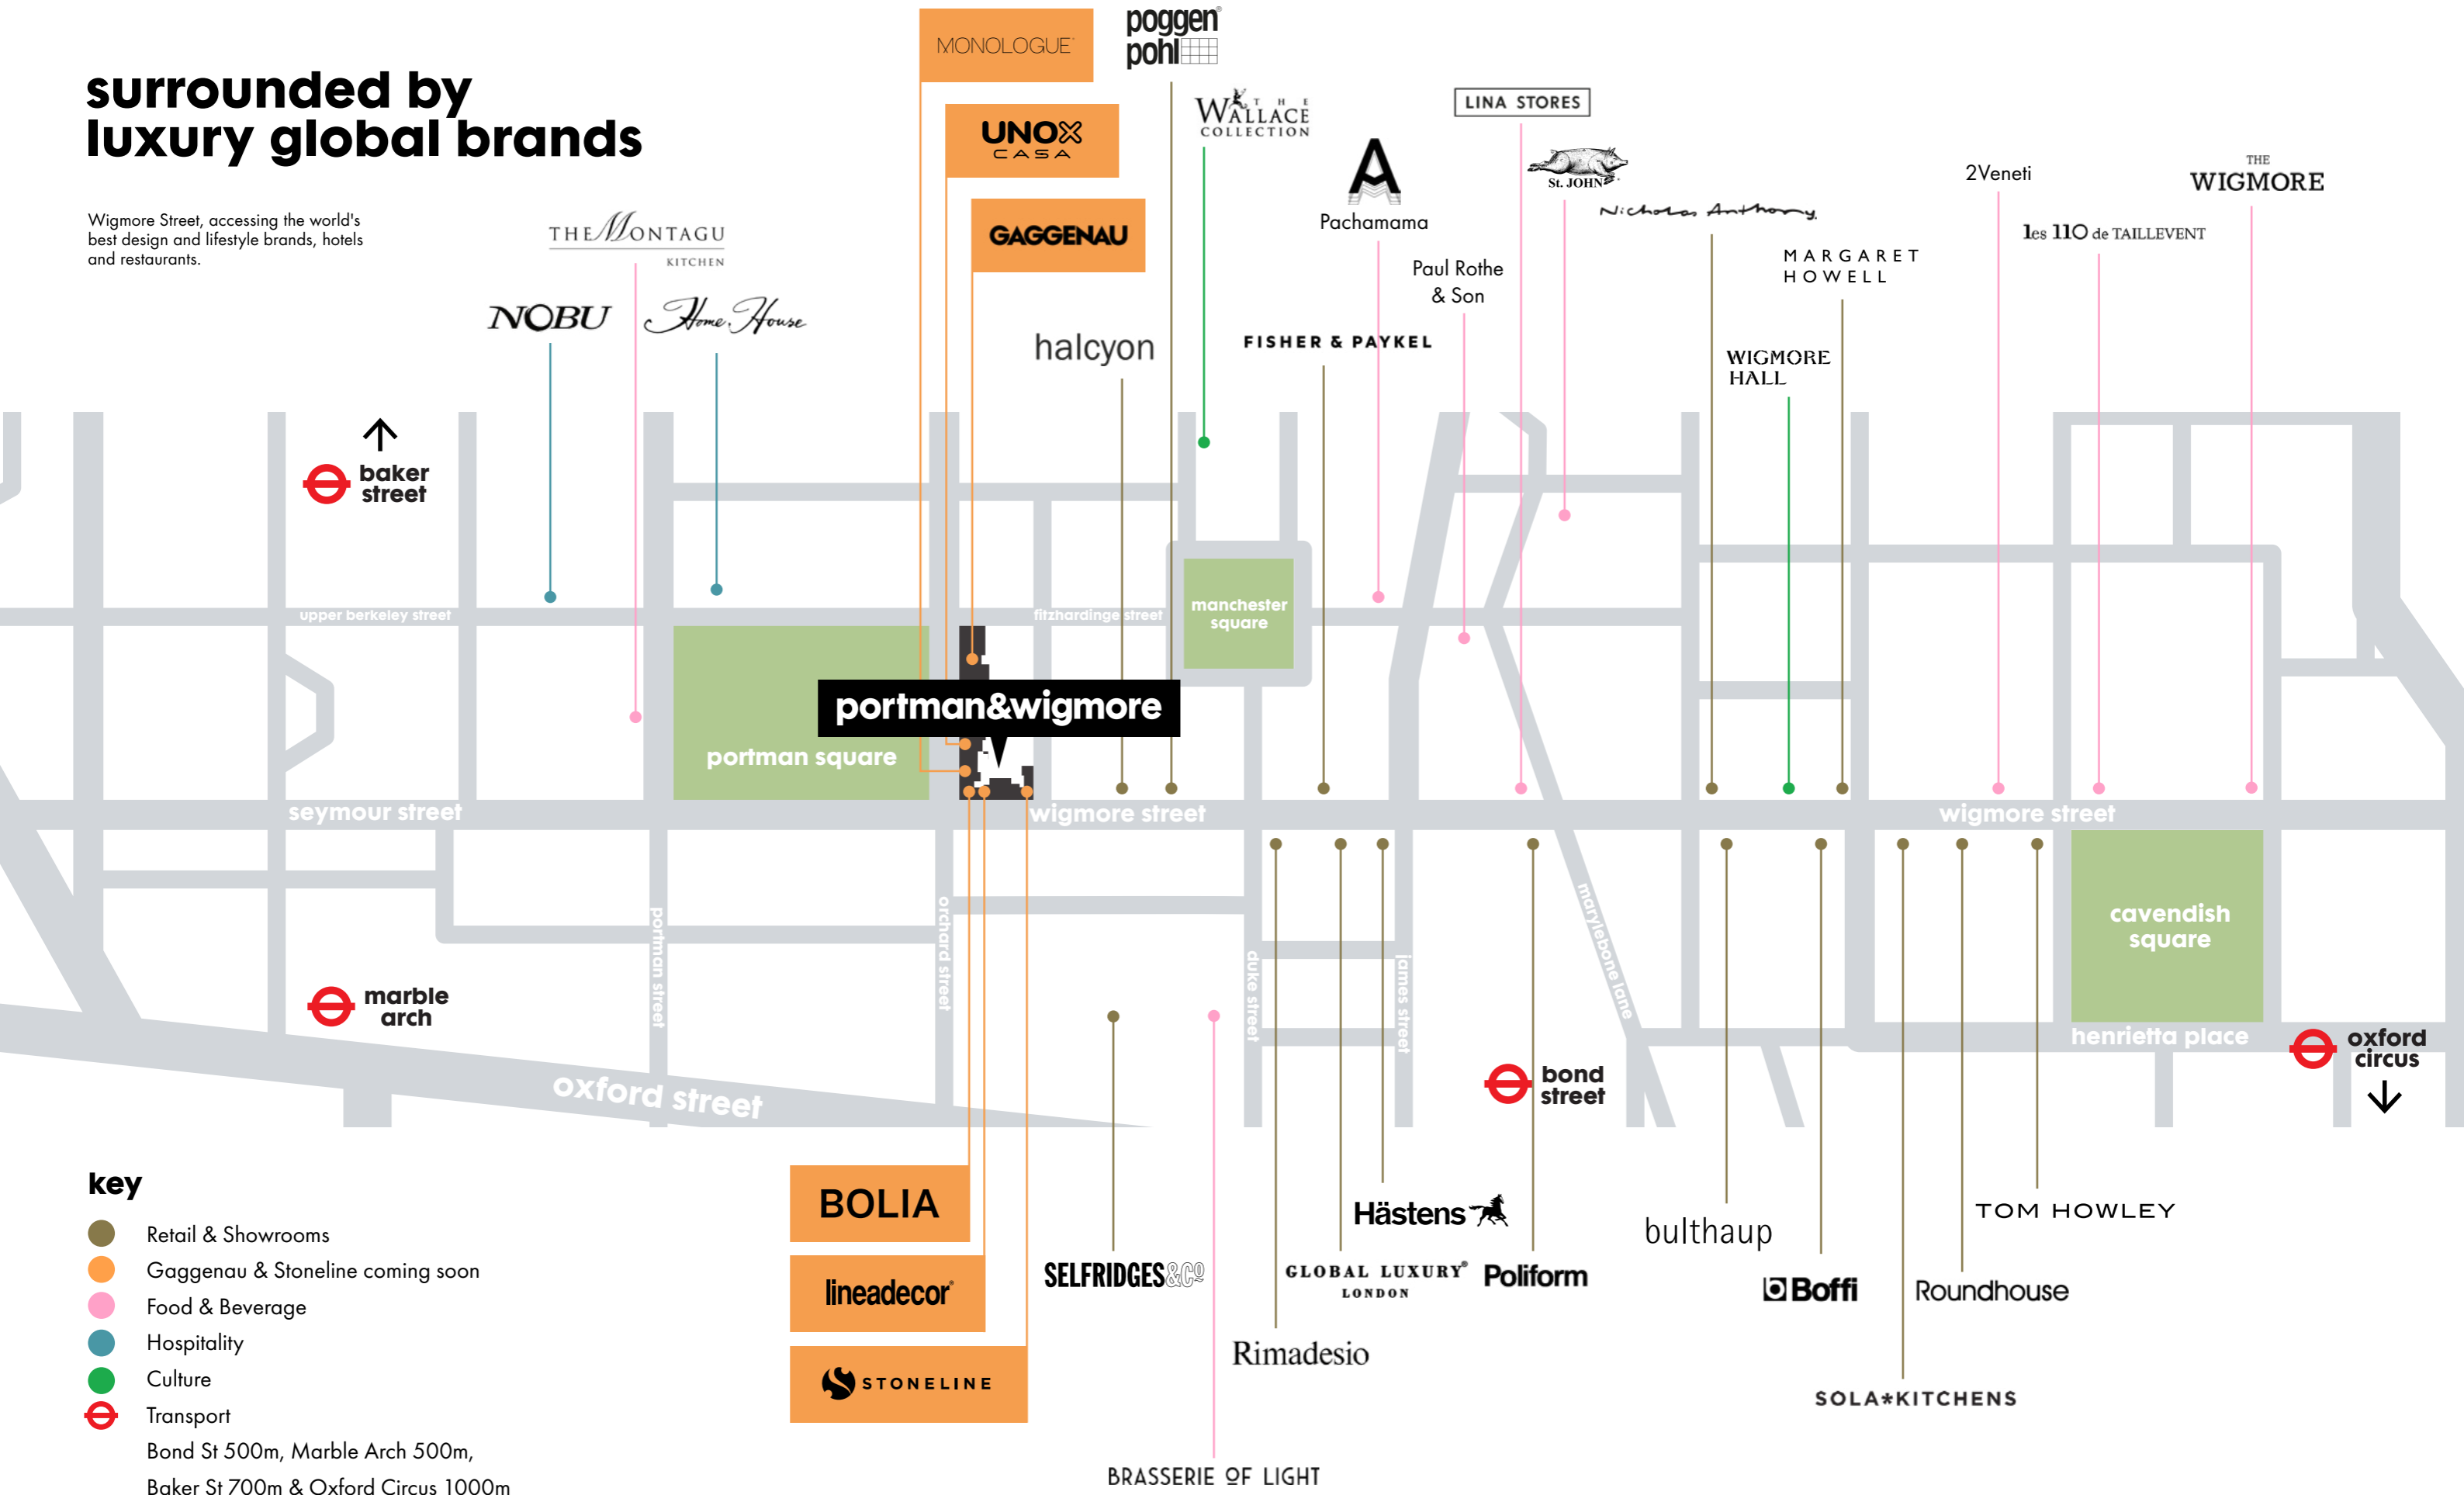 surrounded by
luxury global brands
Wigmore Street, accessing the world's
best design and lifestyle brands, hotels
and restaurants.
MONOLOGUE
UNOX
CASA
GAGGENAU
poggen®
pohl
THE
WALLACE
COLLECTION
LINA STORES
St. JOHN
A
Pachamama
Paul Rothe
& Son
Nicholas Anthony
MARGARET
HOWELL
2Veneti
les 110 de TAILLEVENT
THE
WIGMORE
THE MONTAGU
KITCHEN
NOBU
Home House
halcyon
FISHER & PAYKEL
WIGMORE
HALL
baker
street
upper berkeley street
fitzhardinge street
manchester
square
portman&wigmore
portman square
seymour street
wigmore street
wigmore street
cavendish
square
portman street
orchard street
duke street
james street
marylebone lane
henrietta place
marble
arch
oxford street
bond
street
oxford
circus
BOLIA
lineadecor®
STONELINE
SELFRIDGES&CO
BRASSERIE OF LIGHT
Rimadesio
GLOBAL LUXURY®
LONDON
Hästens
Poliform
bulthaup
Boffi
SOLA*KITCHENS
Roundhouse
TOM HOWLEY
key
Retail & Showrooms
Gaggenau & Stoneline coming soon
Food & Beverage
Hospitality
Culture
Transport
Bond St 500m, Marble Arch 500m,
Baker St 700m & Oxford Circus 1000m